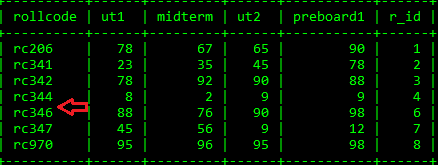 rollcode | ut1 | midterm | ut2 | preboard1 | r_id
rc206 | 78 | 67 | 65 | 90 | 1
rc341 | 23 | 35 | 45 | 78 | 2
rc342 | 78 | 92 | 90 | 88 | 3
rc344 | 8 | 2 | 9 | 9 | 4
rc346 | 88 | 76 | 90 | 98 | 6
rc347 | 45 | 56 | 9 | 12 | 7
rc970 | 95 | 96 | 95 | 98 | 8